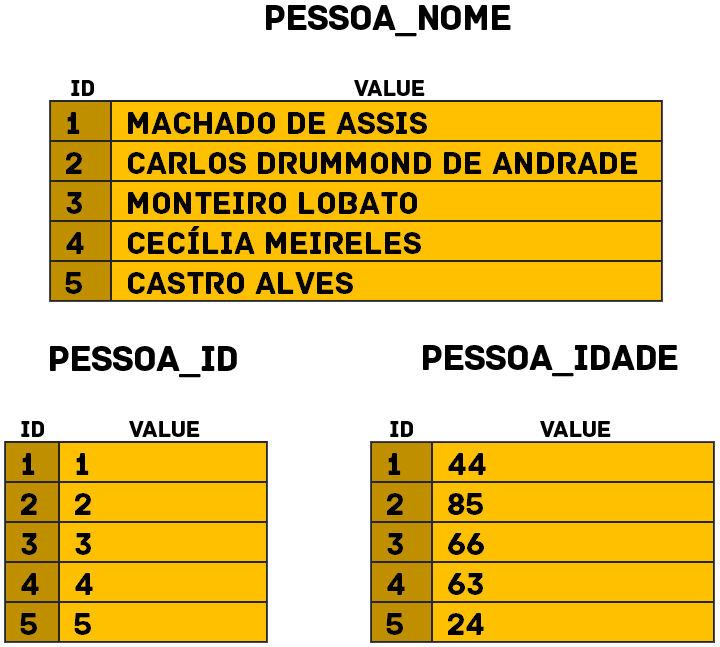 PESSOA_NOME
ID VALUE
1 MACHADO DE ASSIS
2 CARLOS DRUMMOND DE ANDRADE
3 MONTEIRO LOBATO
4 CECÍLIA MEIRELES
5 CASTRO ALVES
PESSOA_ID
ID VALUE
1 1
2 2
3 3
4 4
5 5
PESSOA_IDADE
ID VALUE
1 44
2 85
3 66
4 63
5 24